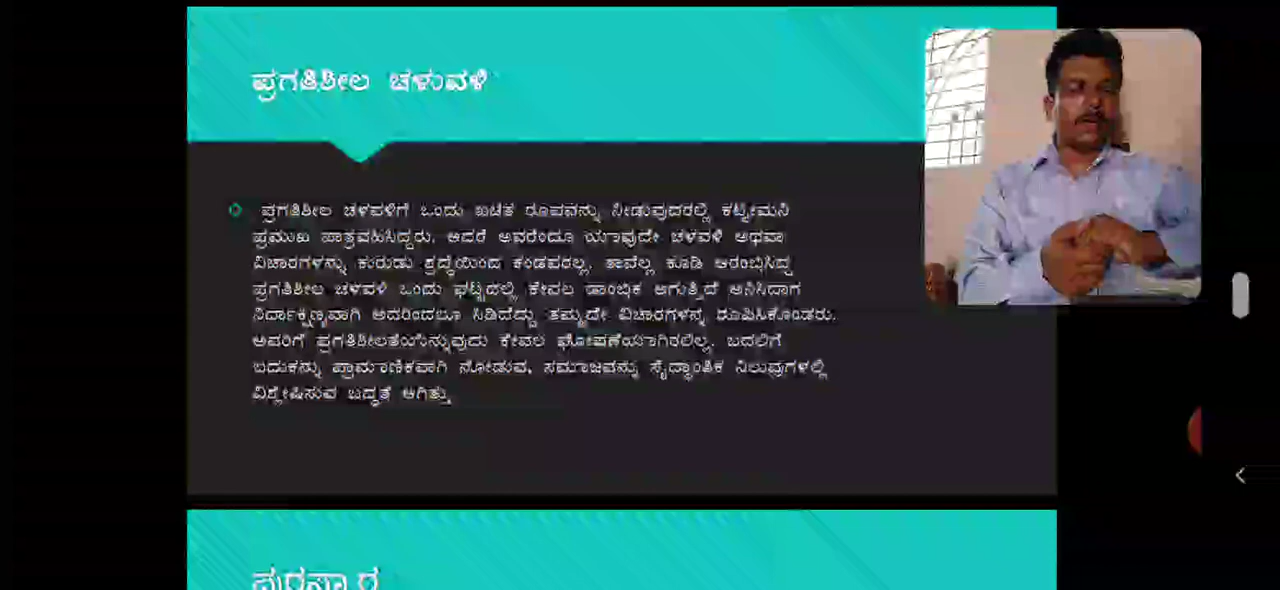 ಪ್ರಗತಿಶೀಲ ಚಳುವಳಿ
ಪ್ರಗತಿಶೀಲ ಚಳವಳಿಗೆ ಒಂದು ಖಚಿತ ರೂಪವನ್ನು ನೀಡುವುದರಲ್ಲಿ ಕಟ್ಟೀಮನಿ
ಪ್ರಮುಖ ಪಾತ್ರವಹಿಸಿದ್ದರು. ಆದರೆ ಅವರೆಂದೂ ಯಾವುದೇ ಚಳವಳಿ ಅಥವಾ
ವಿಚಾರಗಳನ್ನು ಕುರುಡು ಶ್ರದ್ಧೆಯಿಂದ ಕಂಡವರಲ್ಲ. ತಾವೆಲ್ಲ ಕೂಡಿ ಆರಂಭಿಸಿದ್ದ
ಪ್ರಗತಿಶೀಲ ಚಳವಳಿ ಒಂದು ಘಟ್ಟದಲ್ಲಿ ಕೇವಲ ಡಾಂಭಿಕ ಆಗುತ್ತಿದೆ ಅನಿಸಿದಾಗ
ನಿರ್ದಾಕ್ಷಿಣ್ಯವಾಗಿ ಅದರಿಂದಲೂ ಸಿಡಿದೆದ್ದು ತಮ್ಮದೇ ವಿಚಾರಗಳನ್ನ ರೂಪಿಸಿಕೊಂಡರು.
ಅವರಿಗೆ ಪ್ರಗತಿಶೀಲತೆಯೆನ್ನುವುದು ಕೇವಲ ಘೋಷಣೆಯಾಗಿರಲಿಲ್ಲ. ಬದಲಿಗೆ
ಬದುಕನ್ನು ಪ್ರಾಮಾಣಿಕವಾಗಿ ನೋಡುವ, ಸಮಾಜವನ್ನು ಸೈದ್ಧಾಂತಿಕ ನಿಲುವುಗಳಲ್ಲಿ
ವಿಶ್ಲೇಷಿಸುವ ಬದ್ಧತೆ ಆಗಿತ್ತು
ಪುರಸ್ಕಾರ